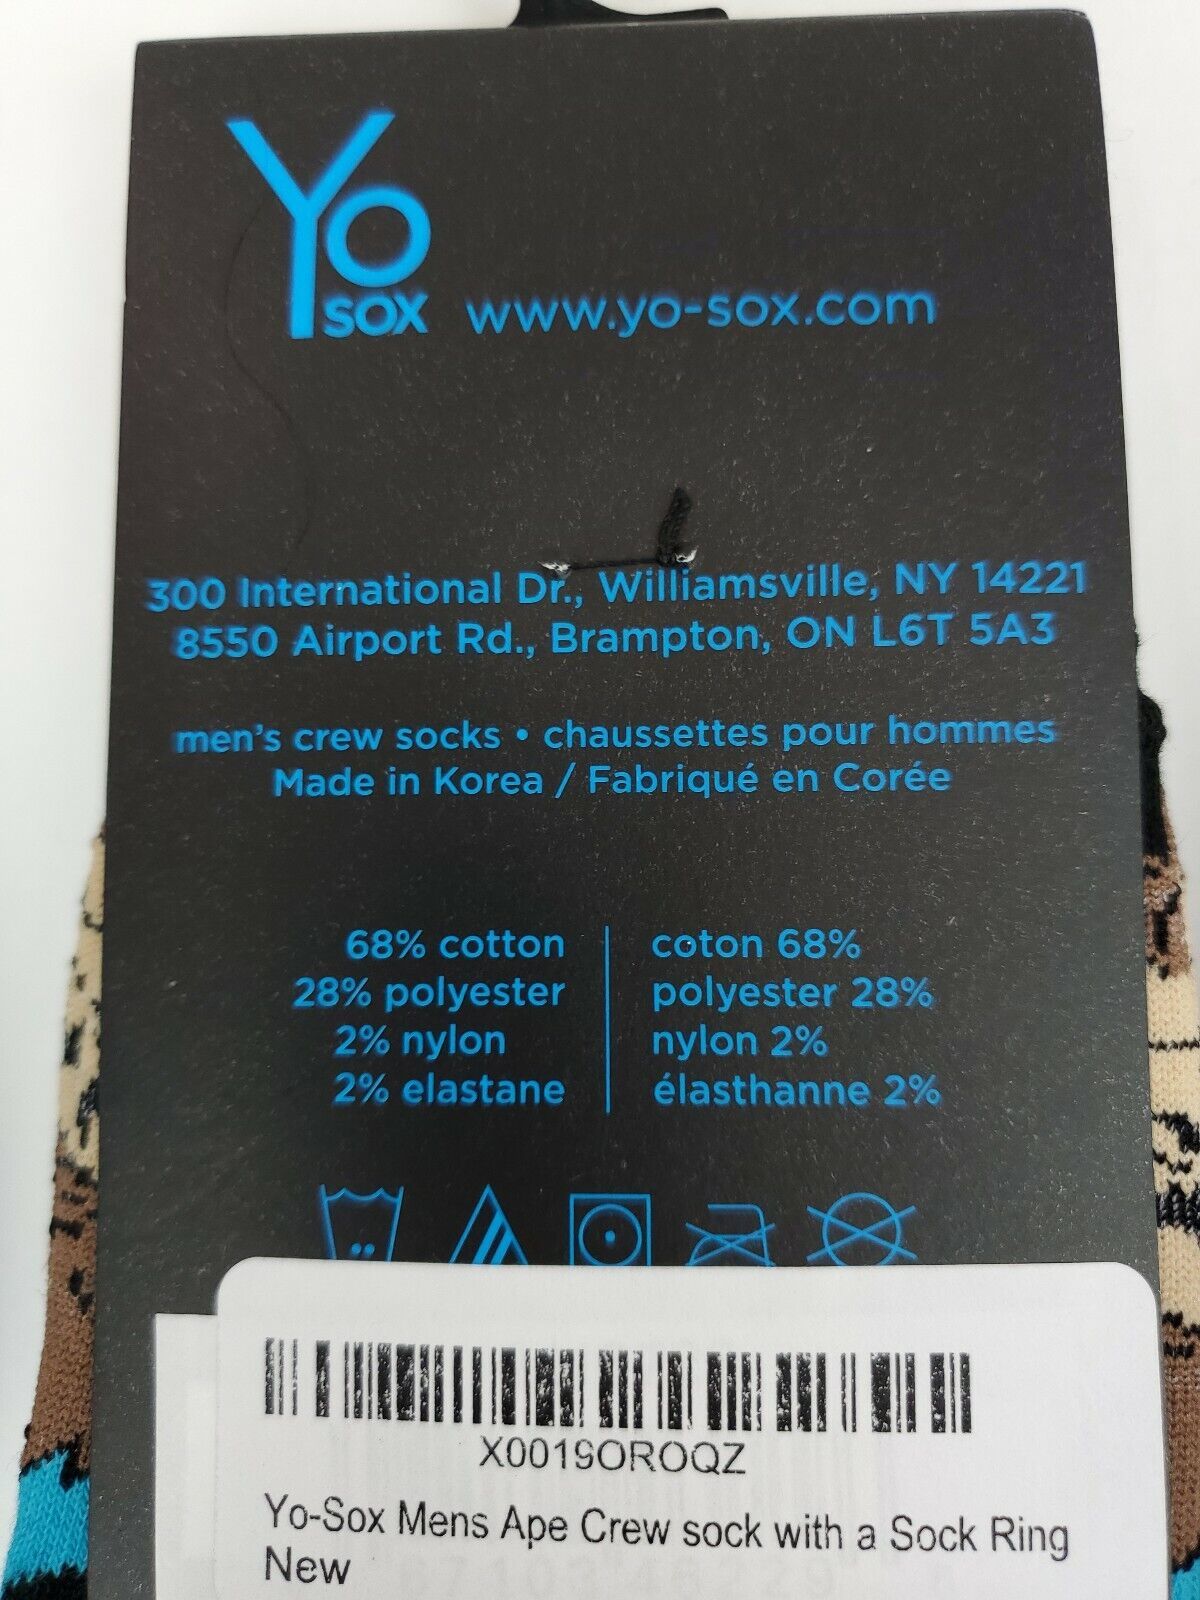 Yo
sox www.yo-sox.com
300 International Dr., Williamsville, NY 14221
8550 Airport Rd., Brampton, ON L6T 5A3
men's crew socks • chaussettes pour hommes
Made in Korea / Fabriqué en Corée
68% cotton
28% polyester
2% nylon
2% elastane
coton 68%
polyester 28%
nylon 2%
élasthanne 2%
X0019OROQZ
Yo-Sox Mens Ape Crew sock with a Sock Ring
New